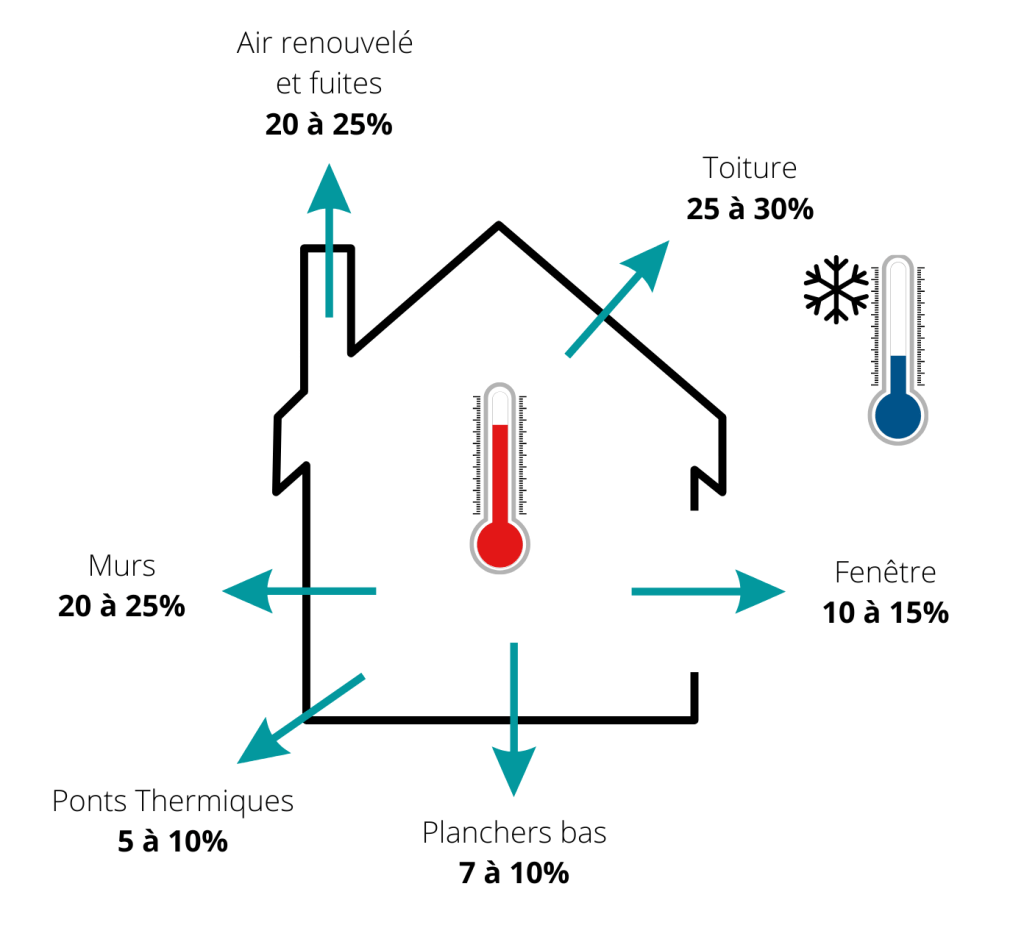 Air renouvelé
et fuites
20 à 25%
Toiture
25 à 30%
Murs
20 à 25%
Fenêtre
10 à 15%
Ponts Thermiques
5 à 10%
Planchers bas
7 à 10%